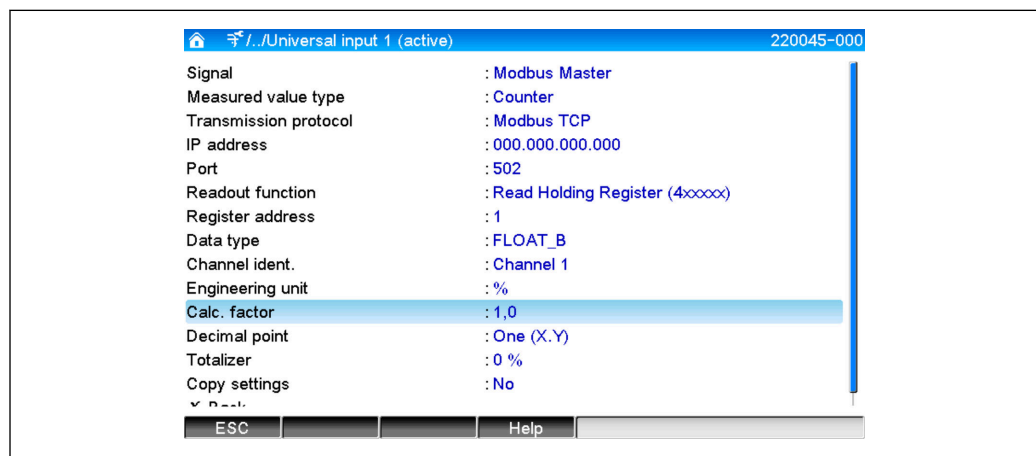 /../Universal input 1 (active) 220045-000
Signal : Modbus Master
Measured value type : Counter
Transmission protocol : Modbus TCP
IP address : 000.000.000.000
Port : 502
Readout function : Read Holding Register (4xxxxx)
Register address : 1
Data type : FLOAT_B
Channel ident. : Channel 1
Engineering unit : %
Calc. factor : 1,0
Decimal point : One (X.Y)
Totalizer : 0 %
Copy settings : No
X Back
ESC Help